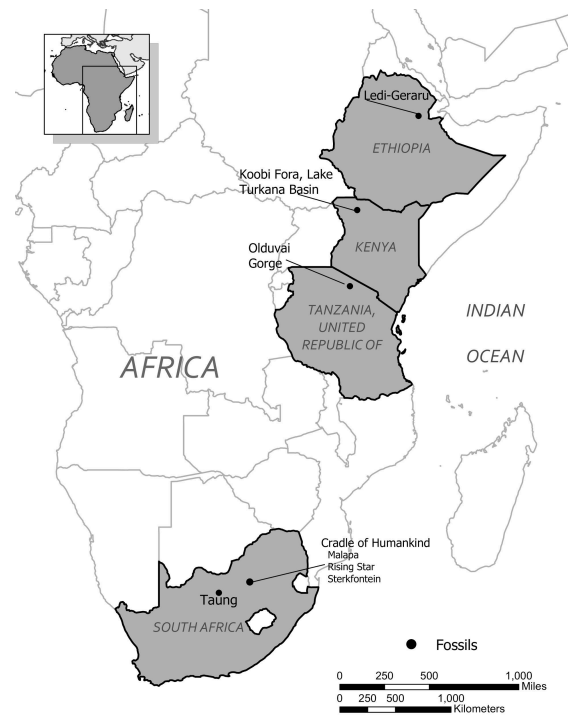 Ledi-Geraru
ETHIOPIA
Koobi Fora, Lake
Turkana Basin
KENYA
Olduvai
Gorge
TANZANIA,
UNITED
REPUBLIC OF
INDIAN
OCEAN
AFRICA
Cradle of Humankind
Malapa
Rising Star
Sterkfontein
Taung
SOUTH AFRICA
Fossils
0 250 500 1,000
Miles
0 250 500 1,000
Kilometers